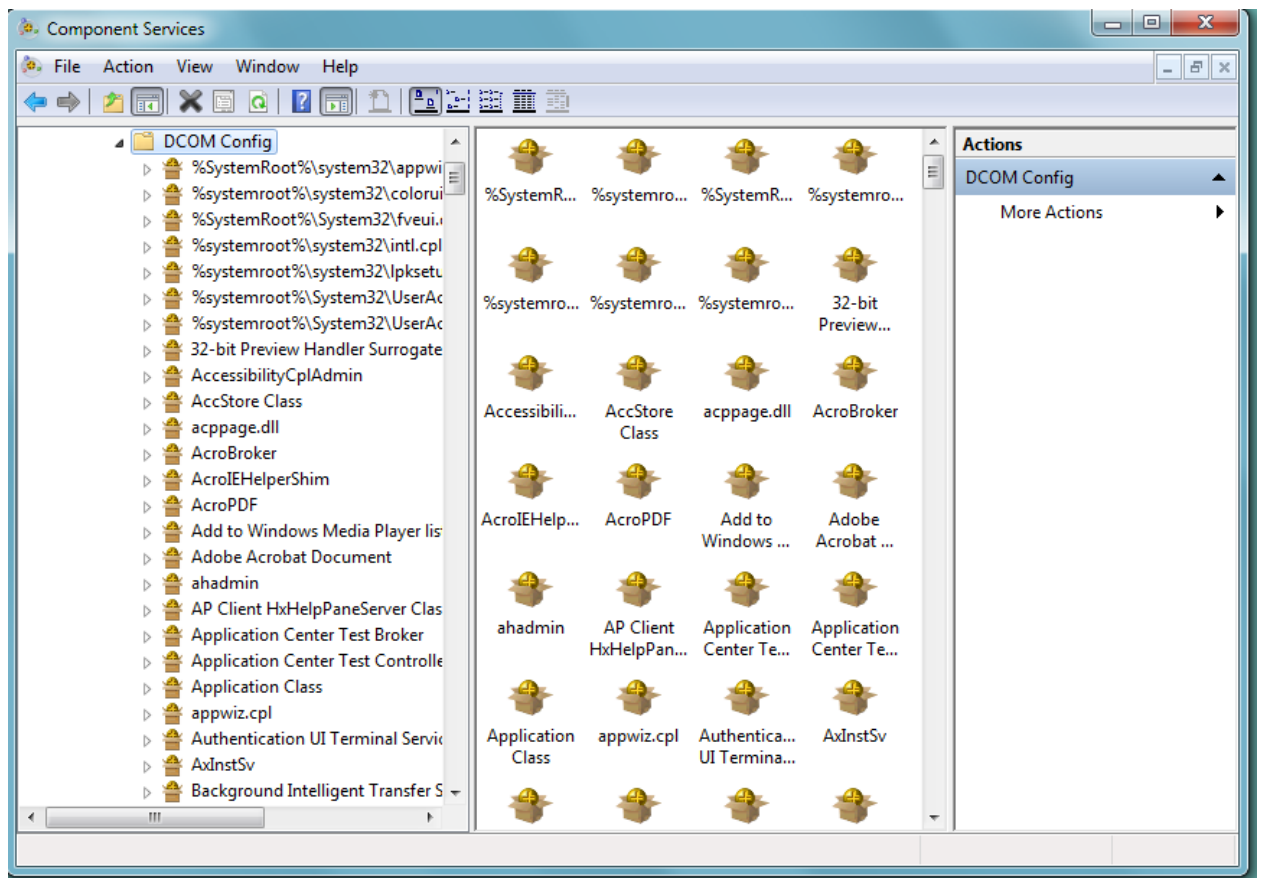 Component Services
File Action View Window Help
DCOM Config
%SystemRoot%\system32\appwi
%systemroot%\system32\colorui
%SystemRoot%\System32\fveui.
%systemroot%\system32\intl.cpl
%systemroot%\system32\lpksetu
%systemroot%\System32\UserAc
%systemroot%\System32\UserAc
32-bit Preview Handler Surrogate
AccessibilityCplAdmin
AccStore Class
acppage.dll
AcroBroker
AcroIEHelperShim
AcroPDF
Add to Windows Media Player lis
Adobe Acrobat Document
ahadmin
AP Client HxHelpPaneServer Clas
Application Center Test Broker
Application Center Test Controlle
Application Class
appwiz.cpl
Authentication UI Terminal Servic
AxInstSv
Background Intelligent Transfer S
%SystemR... %systemro... %SystemR... %systemro...
%systemro... %systemro... %systemro... 32-bit
Preview...
Accessibili... AccStore acppage.dll AcroBroker
Class
AcroIEHelp... AcroPDF Add to Adobe
Windows ... Acrobat ...
ahadmin AP Client Application Application
HxHelpPan... Center Te... Center Te...
Application appwiz.cpl Authentica... AxInstSv
Class UI Termina...
Actions
DCOM Config
More Actions